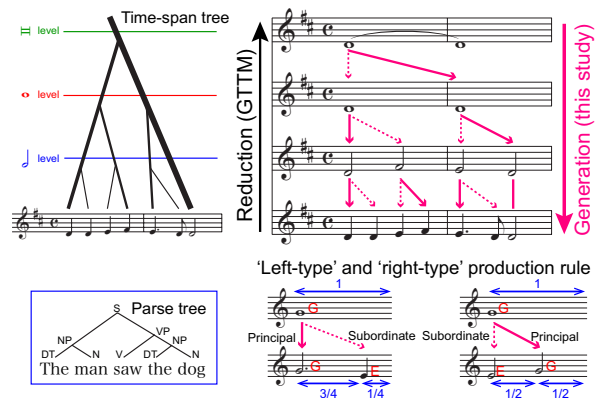 Time-span tree
level
level
level
Reduction (GTTM)
Generation (this study)
'Left-type' and 'right-type' production rule
1
G
Principal
Subordinate
G
E
3/4
1/4
1
G
Subordinate
Principal
E
G
1/2
1/2
Parse tree
S
NP
VP
DT
N
V
NP
DT
N
The man saw the dog